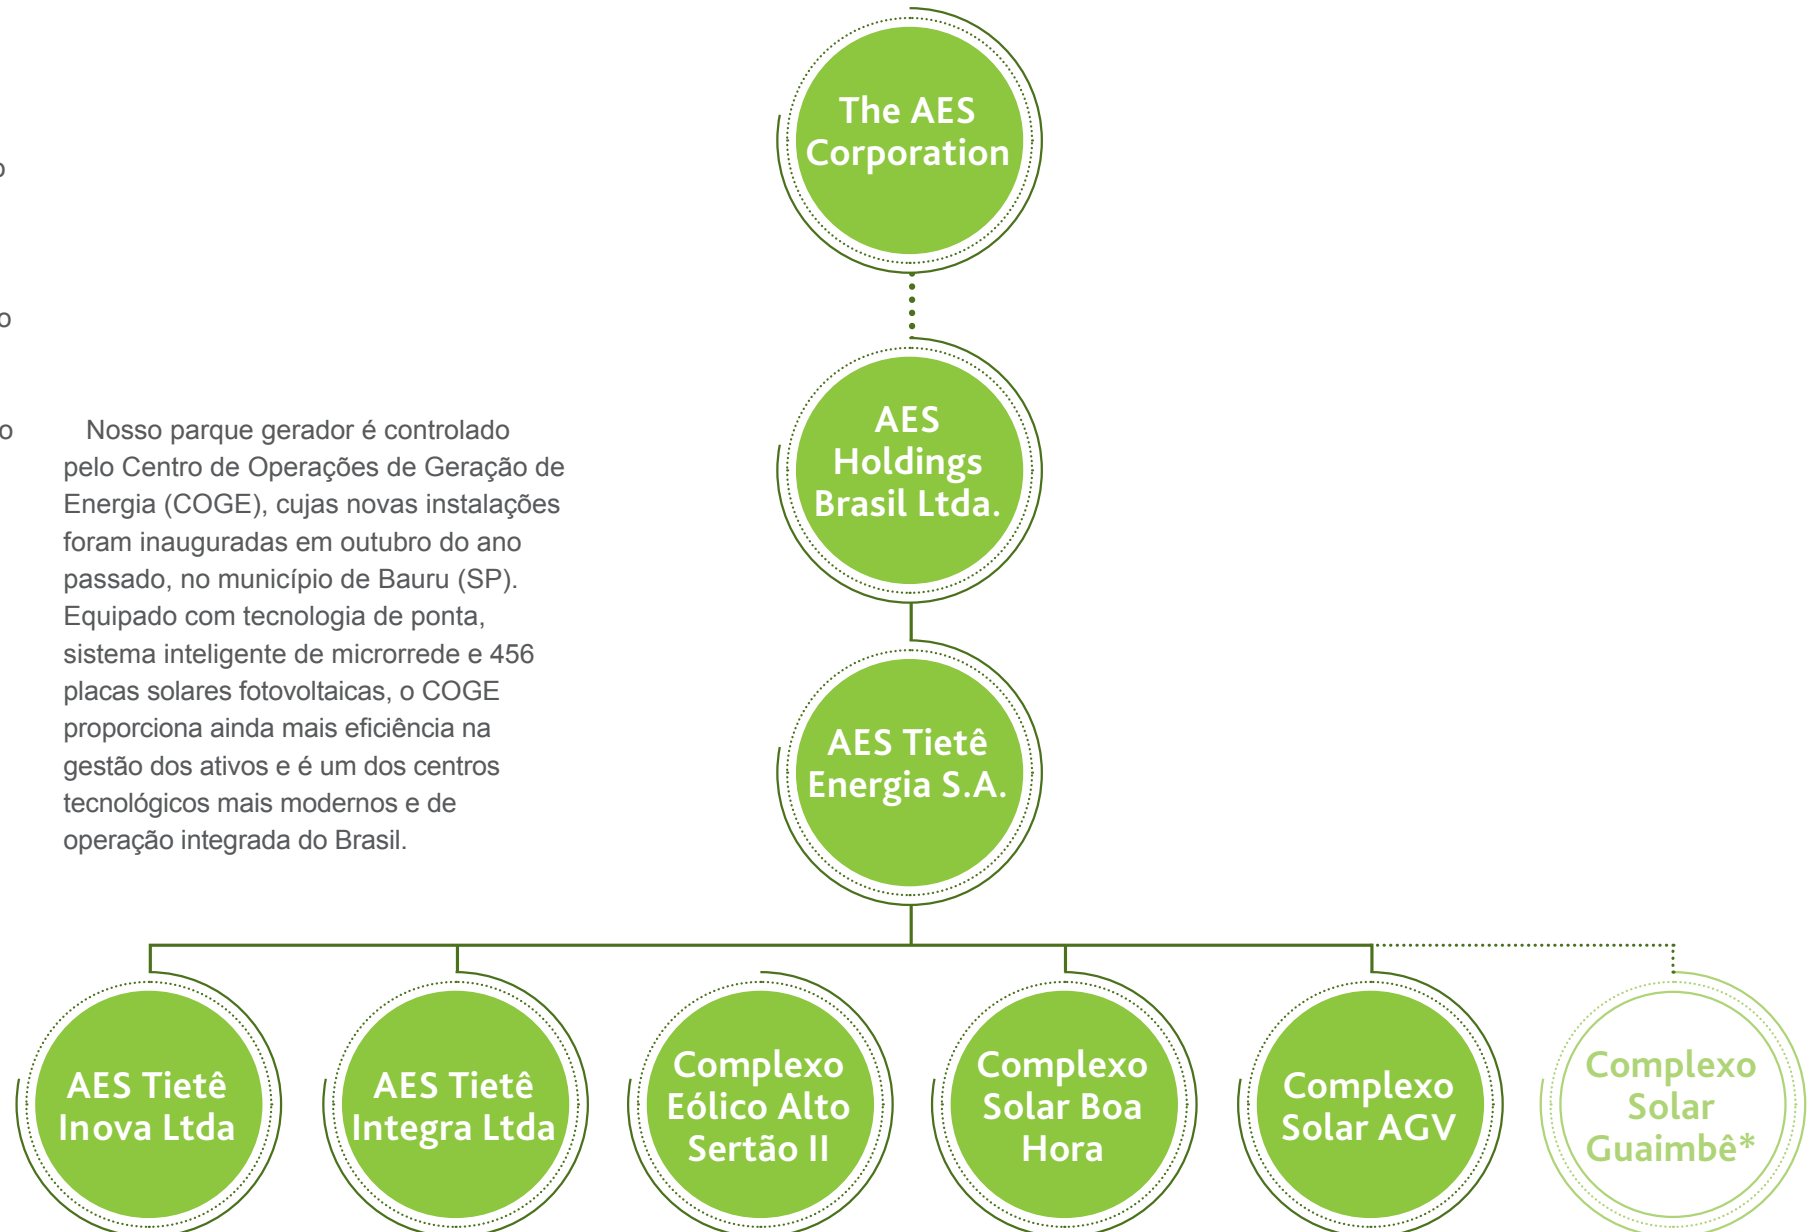 o
o
o
Nosso parque gerador é controlado
pelo Centro de Operações de Geração de
Energia (COGE), cujas novas instalações
foram inauguradas em outubro do ano
passado, no município de Bauru (SP).
Equipado com tecnologia de ponta,
sistema inteligente de microrrede e 456
placas solares fotovoltaicas, o COGE
proporciona ainda mais eficiência na
gestão dos ativos e é um dos centros
tecnológicos mais modernos e de
operação integrada do Brasil.
The AES
Corporation
AES
Holdings
Brasil Ltda.
AES Tietê
Energia S.A.
AES Tietê
Inova Ltda
AES Tietê
Integra Ltda
Complexo
Eólico Alto
Sertão II
Complexo
Solar Boa
Hora
Complexo
Solar AGV
Complexo
Solar
Guaimbê*